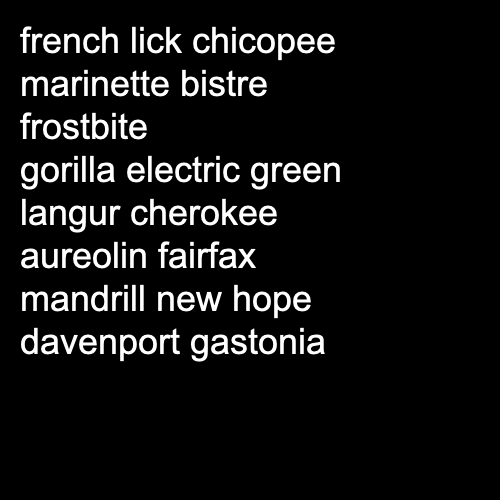 french lick chicopee
marinette bistre
frostbite
gorilla electric green
langur cherokee
aureolin fairfax
mandrill new hope
davenport gastonia